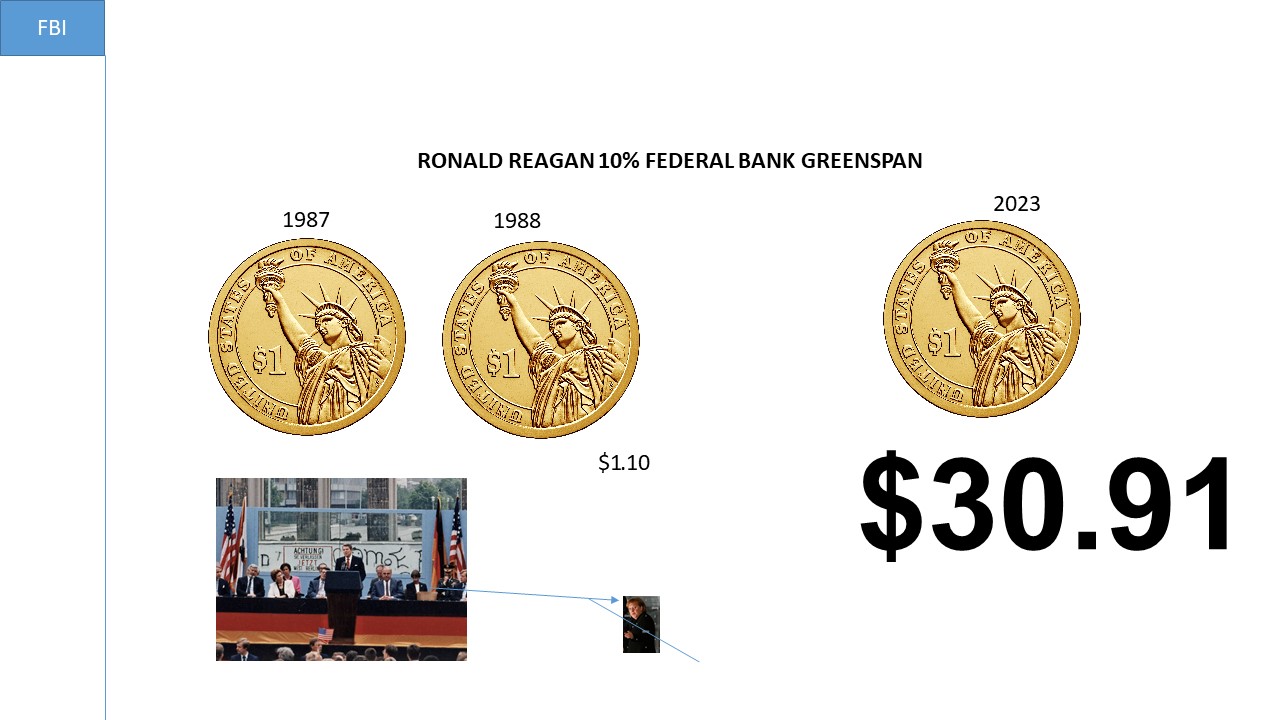 FBI
RONALD REAGAN 10% FEDERAL BANK GREENSPAN
1987
1988
2023
UNITED STATES OF AMERICA
$1
UNITED STATES OF AMERICA
$1
UNITED STATES OF AMERICA
$1
$1.10
$30.91
ACHTUNG!
JETZT